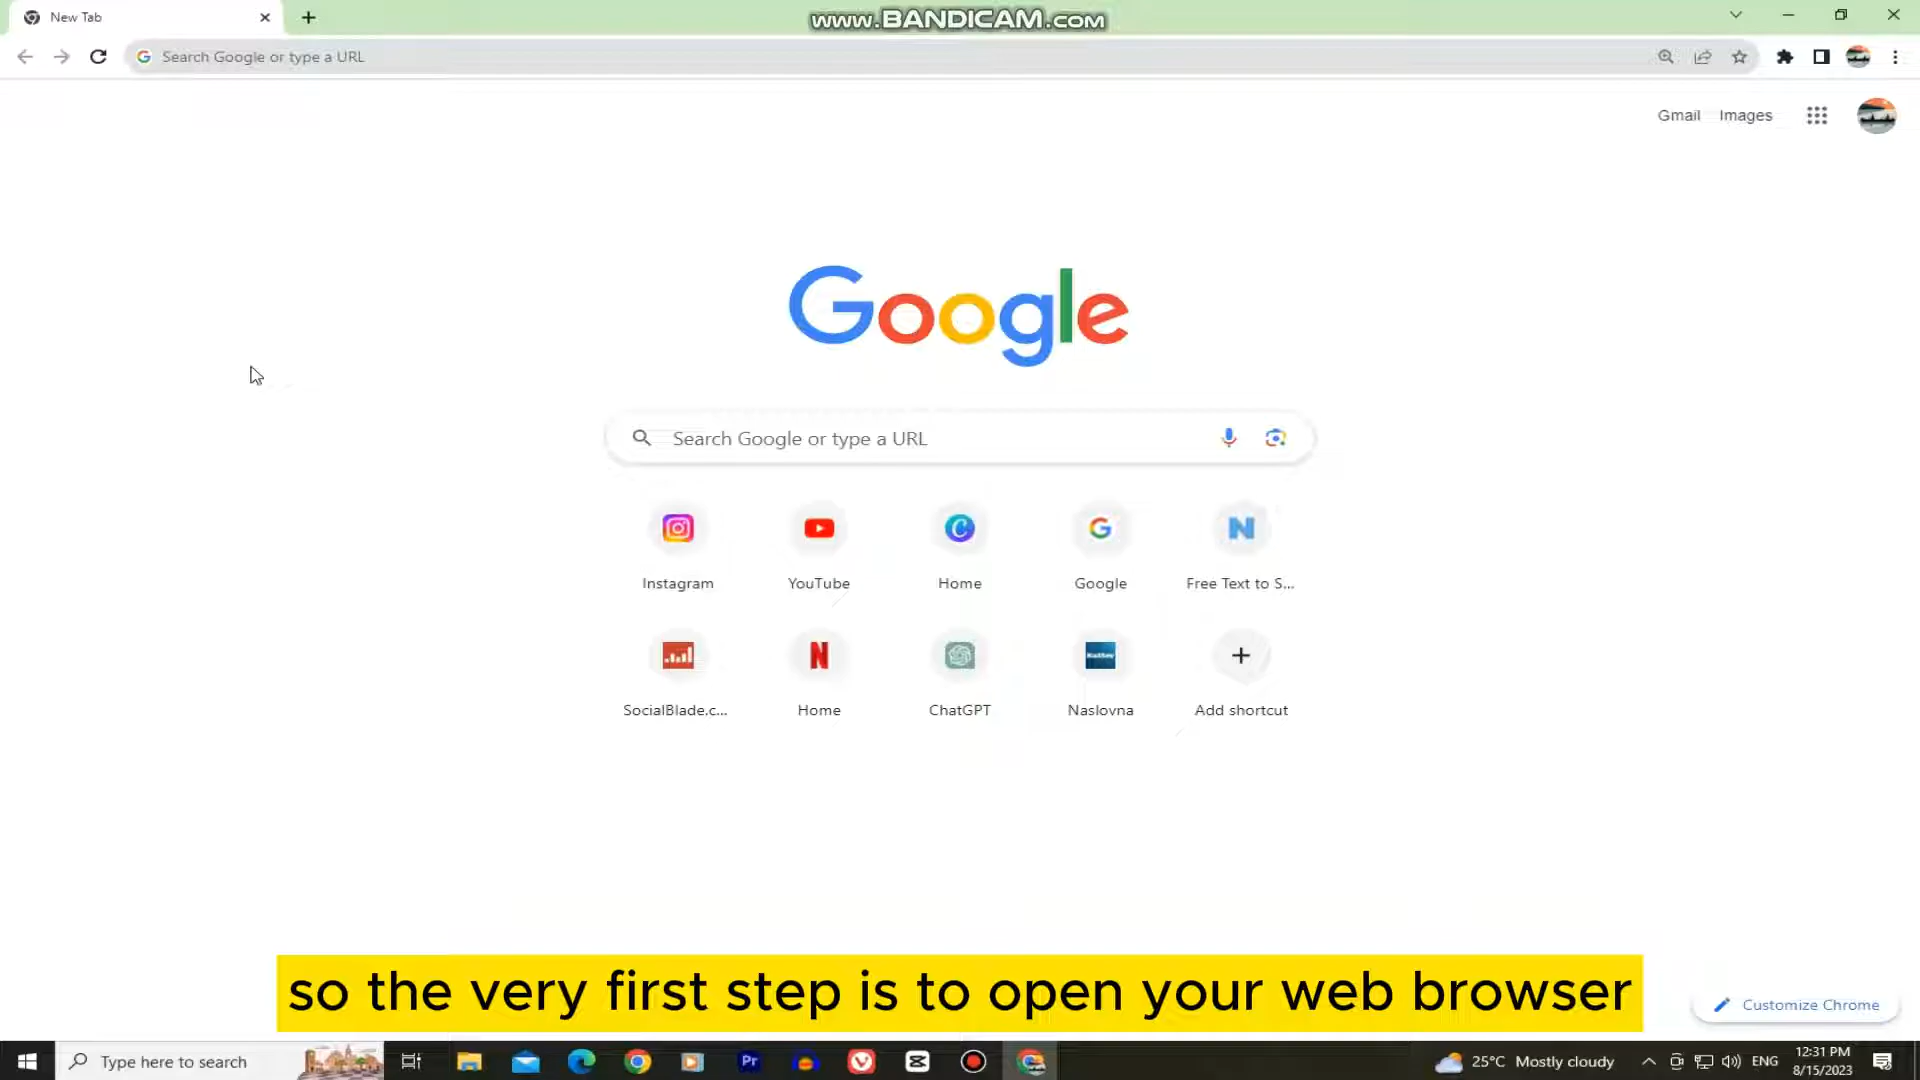 New Tab
www.BANDICAM.com
Search Google or type a URL
Gmail Images
Google
Search Google or type a URL
Instagram YouTube Home Google Free Text to S...
SocialBlade.c... Home ChatGPT Naslovna Add shortcut
so the very first step is to open your web browser
Customize Chrome
Type here to search
Pr
25°C Mostly cloudy
ENG
12:31 PM
8/15/2023